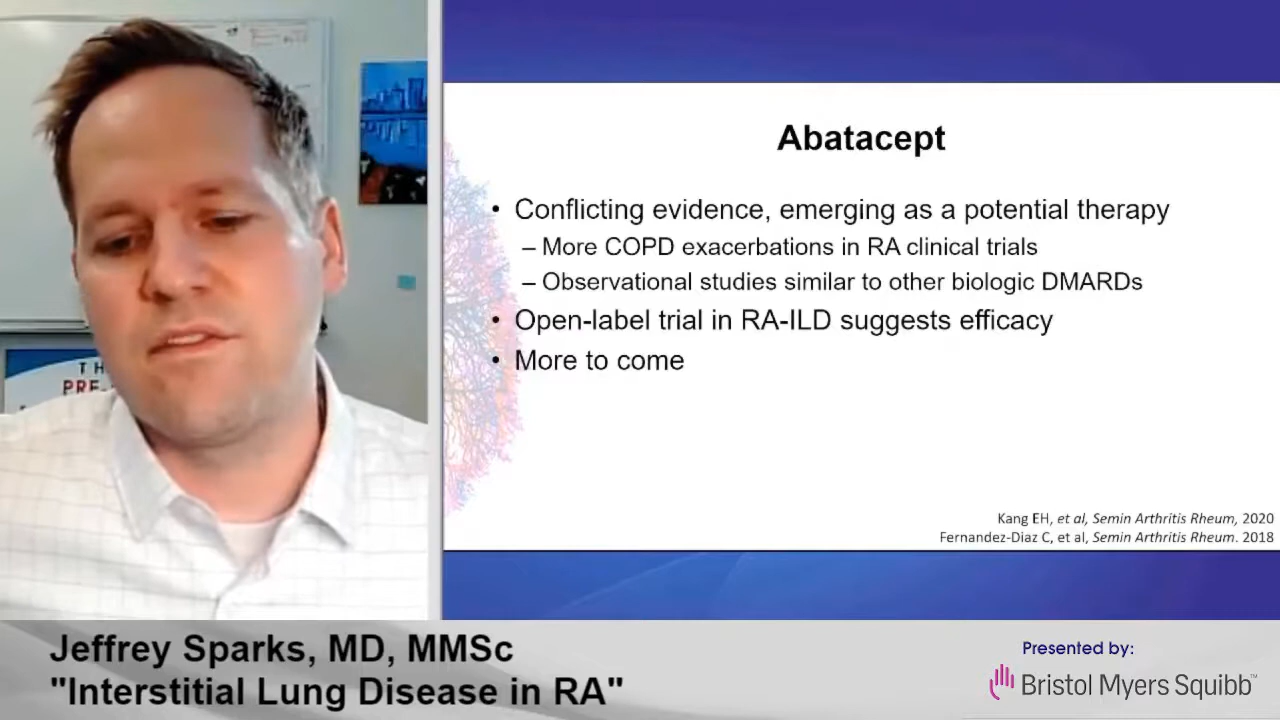 Abatacept
• Conflicting evidence, emerging as a potential therapy
– More COPD exacerbations in RA clinical trials
– Observational studies similar to other biologic DMARDs
• Open-label trial in RA-ILD suggests efficacy
• More to come
Kang EH, et al, Semin Arthritis Rheum, 2020
Fernandez-Diaz C, et al, Semin Arthritis Rheum. 2018
TH
PRE-
Jeffrey Sparks, MD, MMSc
"Interstitial Lung Disease in RA"
Presented by:
Bristol Myers Squibb™